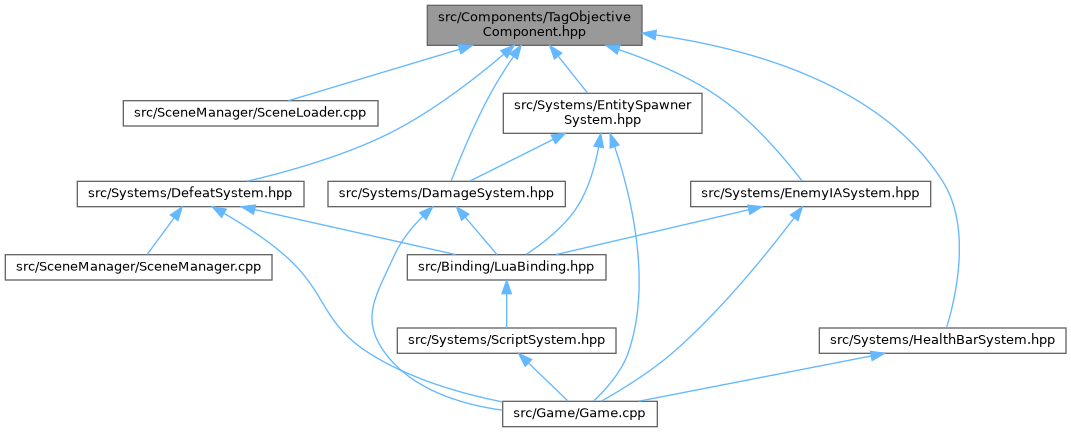 src/Components/TagObjective
Component.hpp
src/SceneManager/SceneLoader.cpp
src/Systems/EntitySpawner
System.hpp
src/Systems/DefeatSystem.hpp
src/Systems/DamageSystem.hpp
src/Systems/EnemyIASystem.hpp
src/SceneManager/SceneManager.cpp
src/Binding/LuaBinding.hpp
src/Systems/ScriptSystem.hpp
src/Systems/HealthBarSystem.hpp
src/Game/Game.cpp